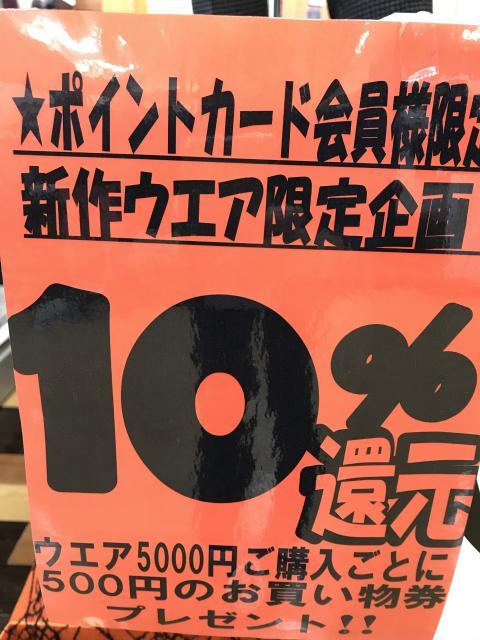 ★ポイントカード会員様限定
新作ウエア限定企画
10%
還元
ウエア5000円ご購入ごとに
500円のお買い物券
プレゼント!!